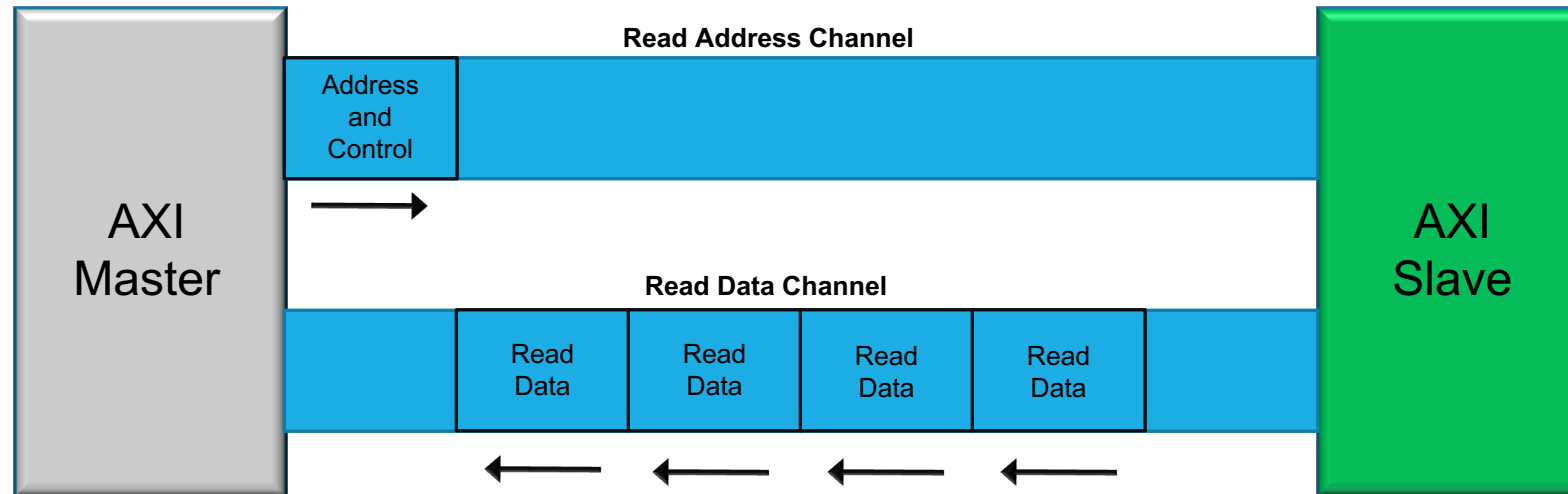 Read Address Channel
Address
and
Control
AXI
Master
AXI
Slave
Read Data Channel
Read
Data
Read
Data
Read
Data
Read
Data